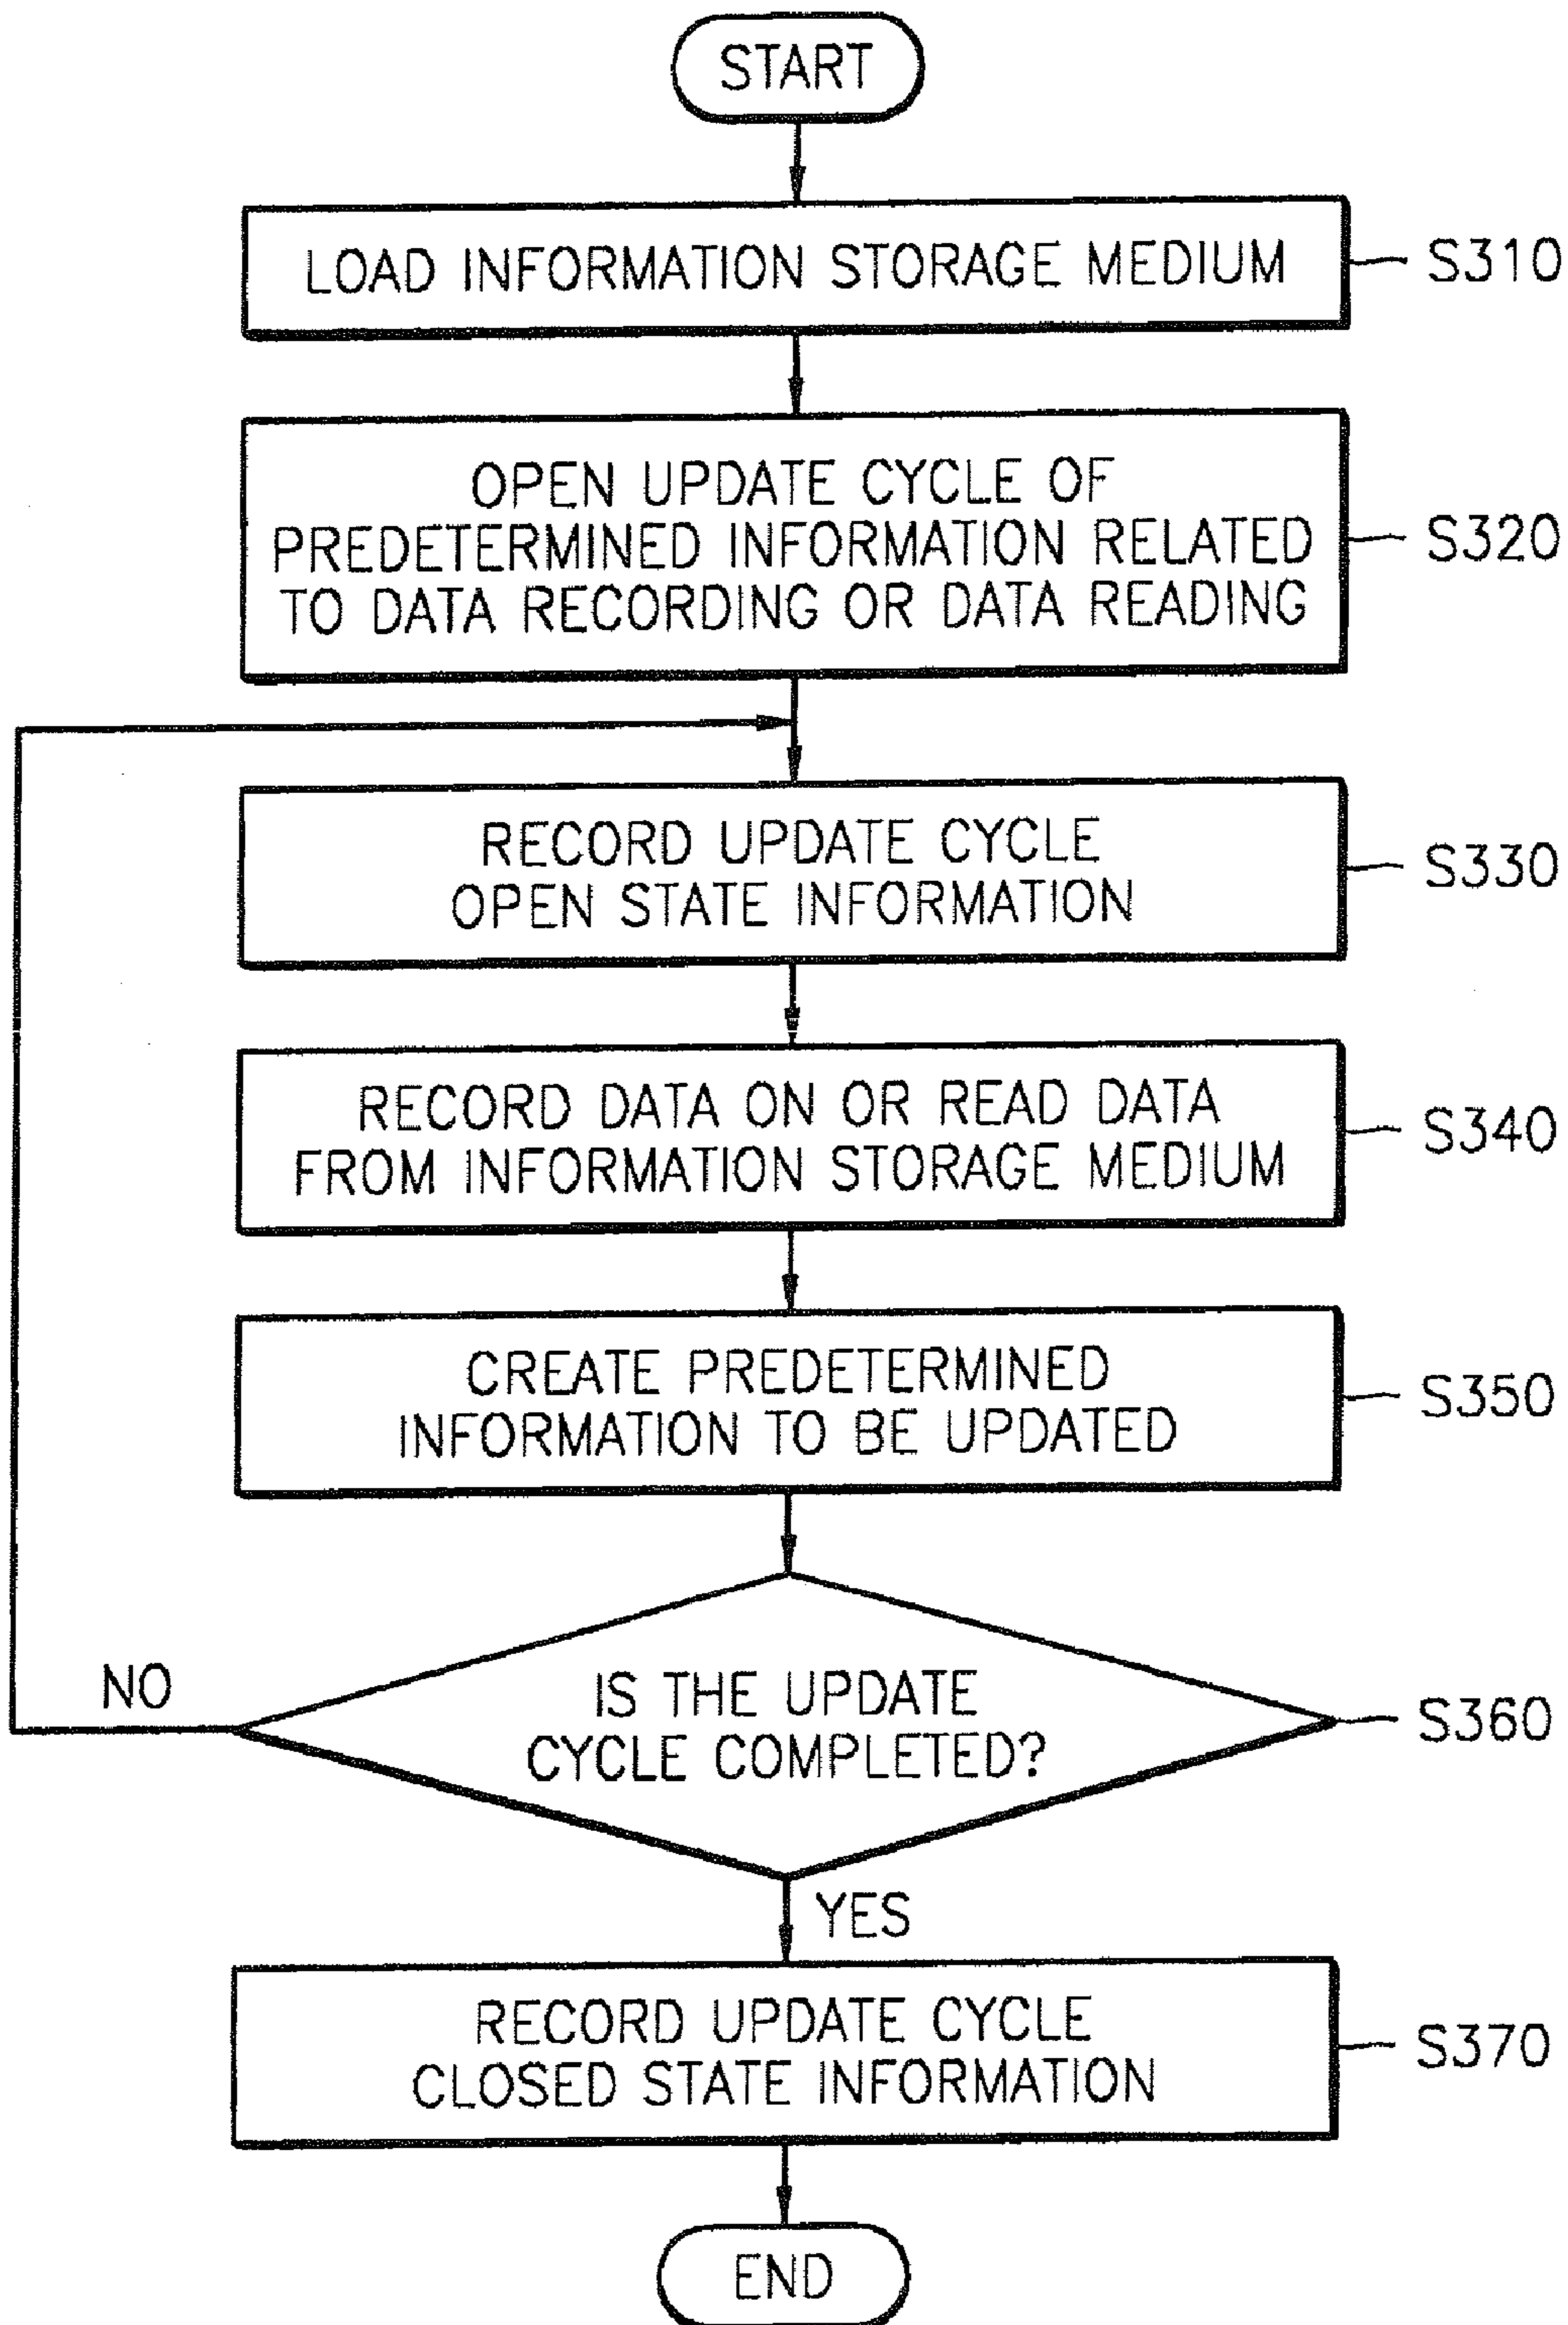 START
LOAD INFORMATION STORAGE MEDIUM
S310
OPEN UPDATE CYCLE OF
PREDETERMINED INFORMATION RELATED
TO DATA RECORDING OR DATA READING
S320
RECORD UPDATE CYCLE
OPEN STATE INFORMATION
S330
RECORD DATA ON OR READ DATA
FROM INFORMATION STORAGE MEDIUM
S340
CREATE PREDETERMINED
INFORMATION TO BE UPDATED
S350
NO
IS THE UPDATE
CYCLE COMPLETED?
S360
YES
RECORD UPDATE CYCLE
CLOSED STATE INFORMATION
S370
END